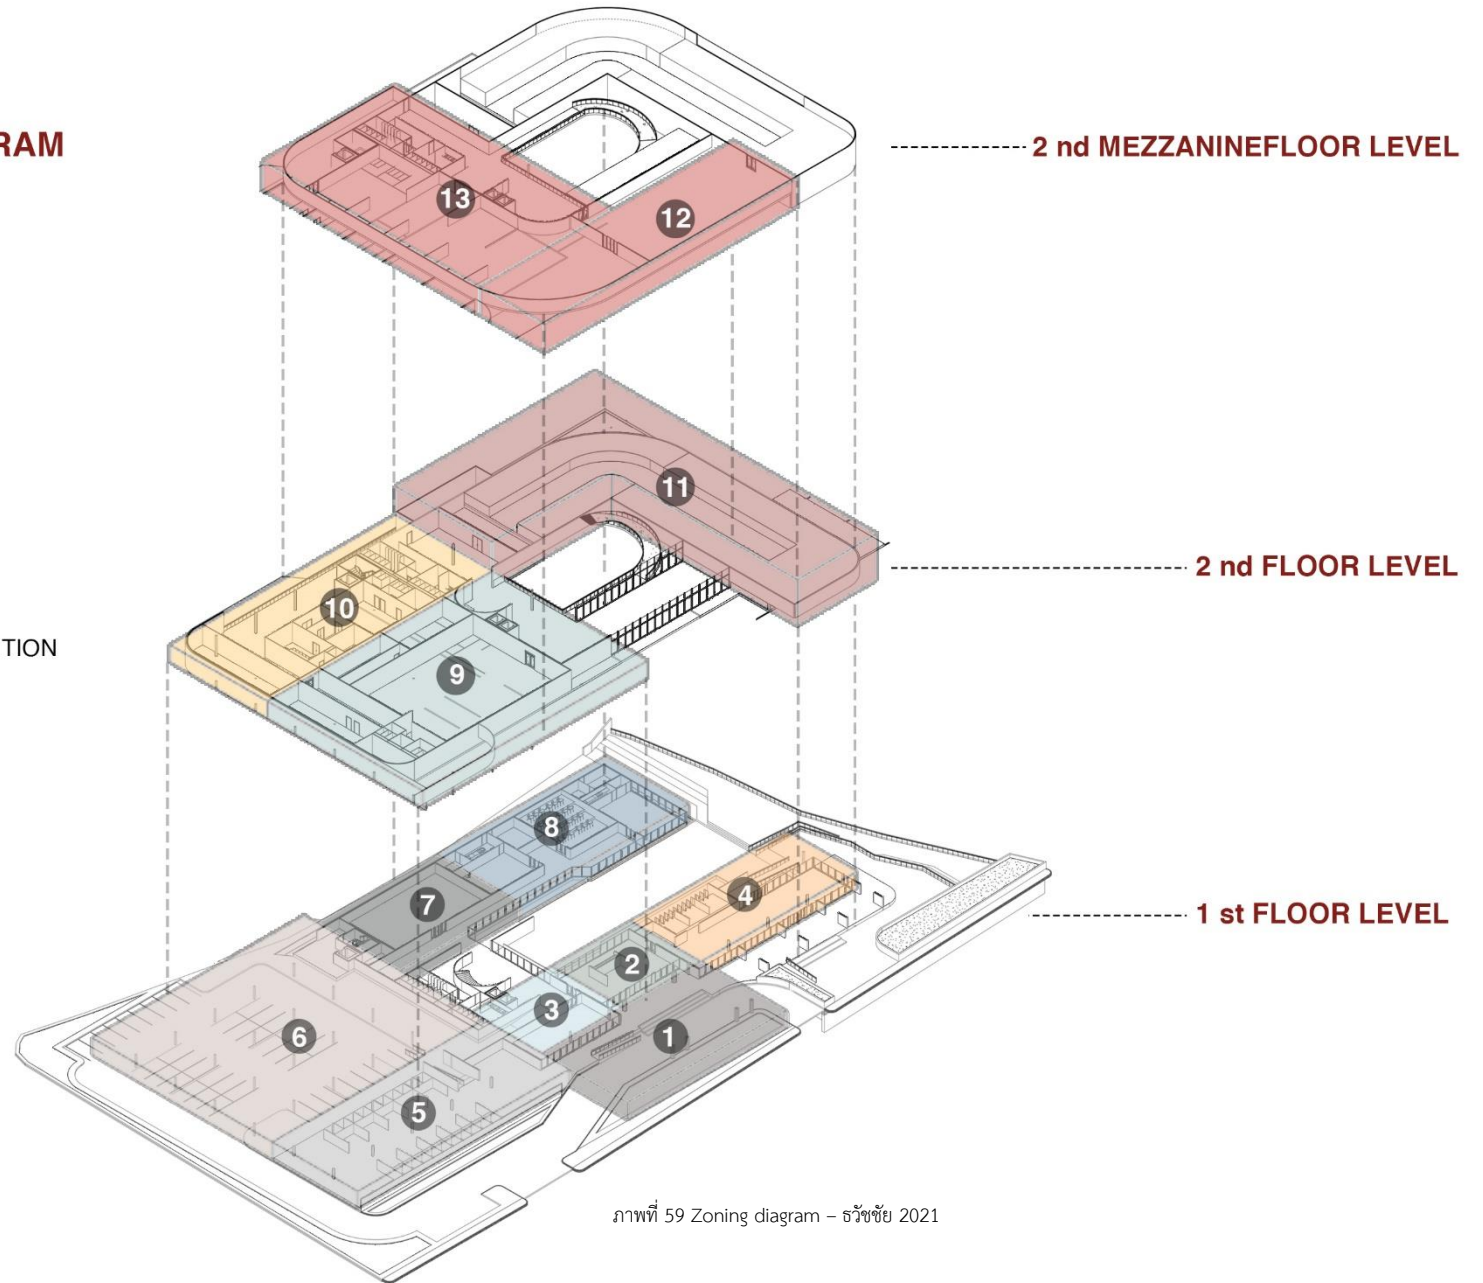 RAM
2 nd MEZZANINEFLOOR LEVEL
13
12
11
2 nd FLOOR LEVEL
10
TION
9
8
4
7
1 st FLOOR LEVEL
2
3
6
1
5
ภาพที่ 59 Zoning diagram – ธวัชชัย 2021